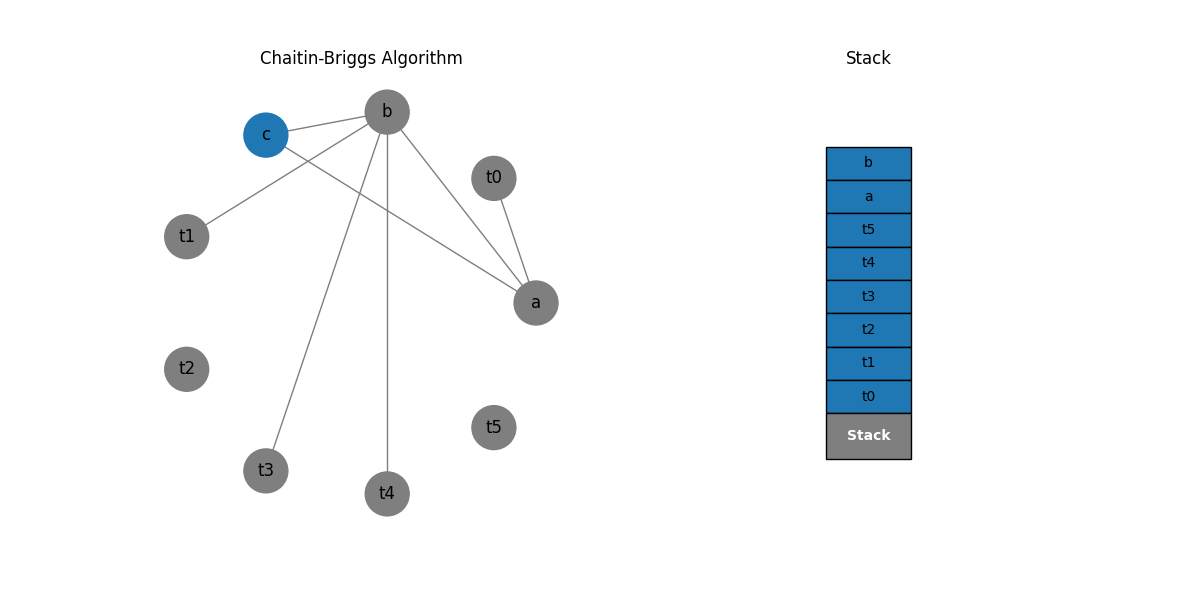 Chaitin-Briggs Algorithm
b
c
t0
t1
a
t2
t5
t3
t4
Stack
b
a
t5
t4
t3
t2
t1
t0
Stack